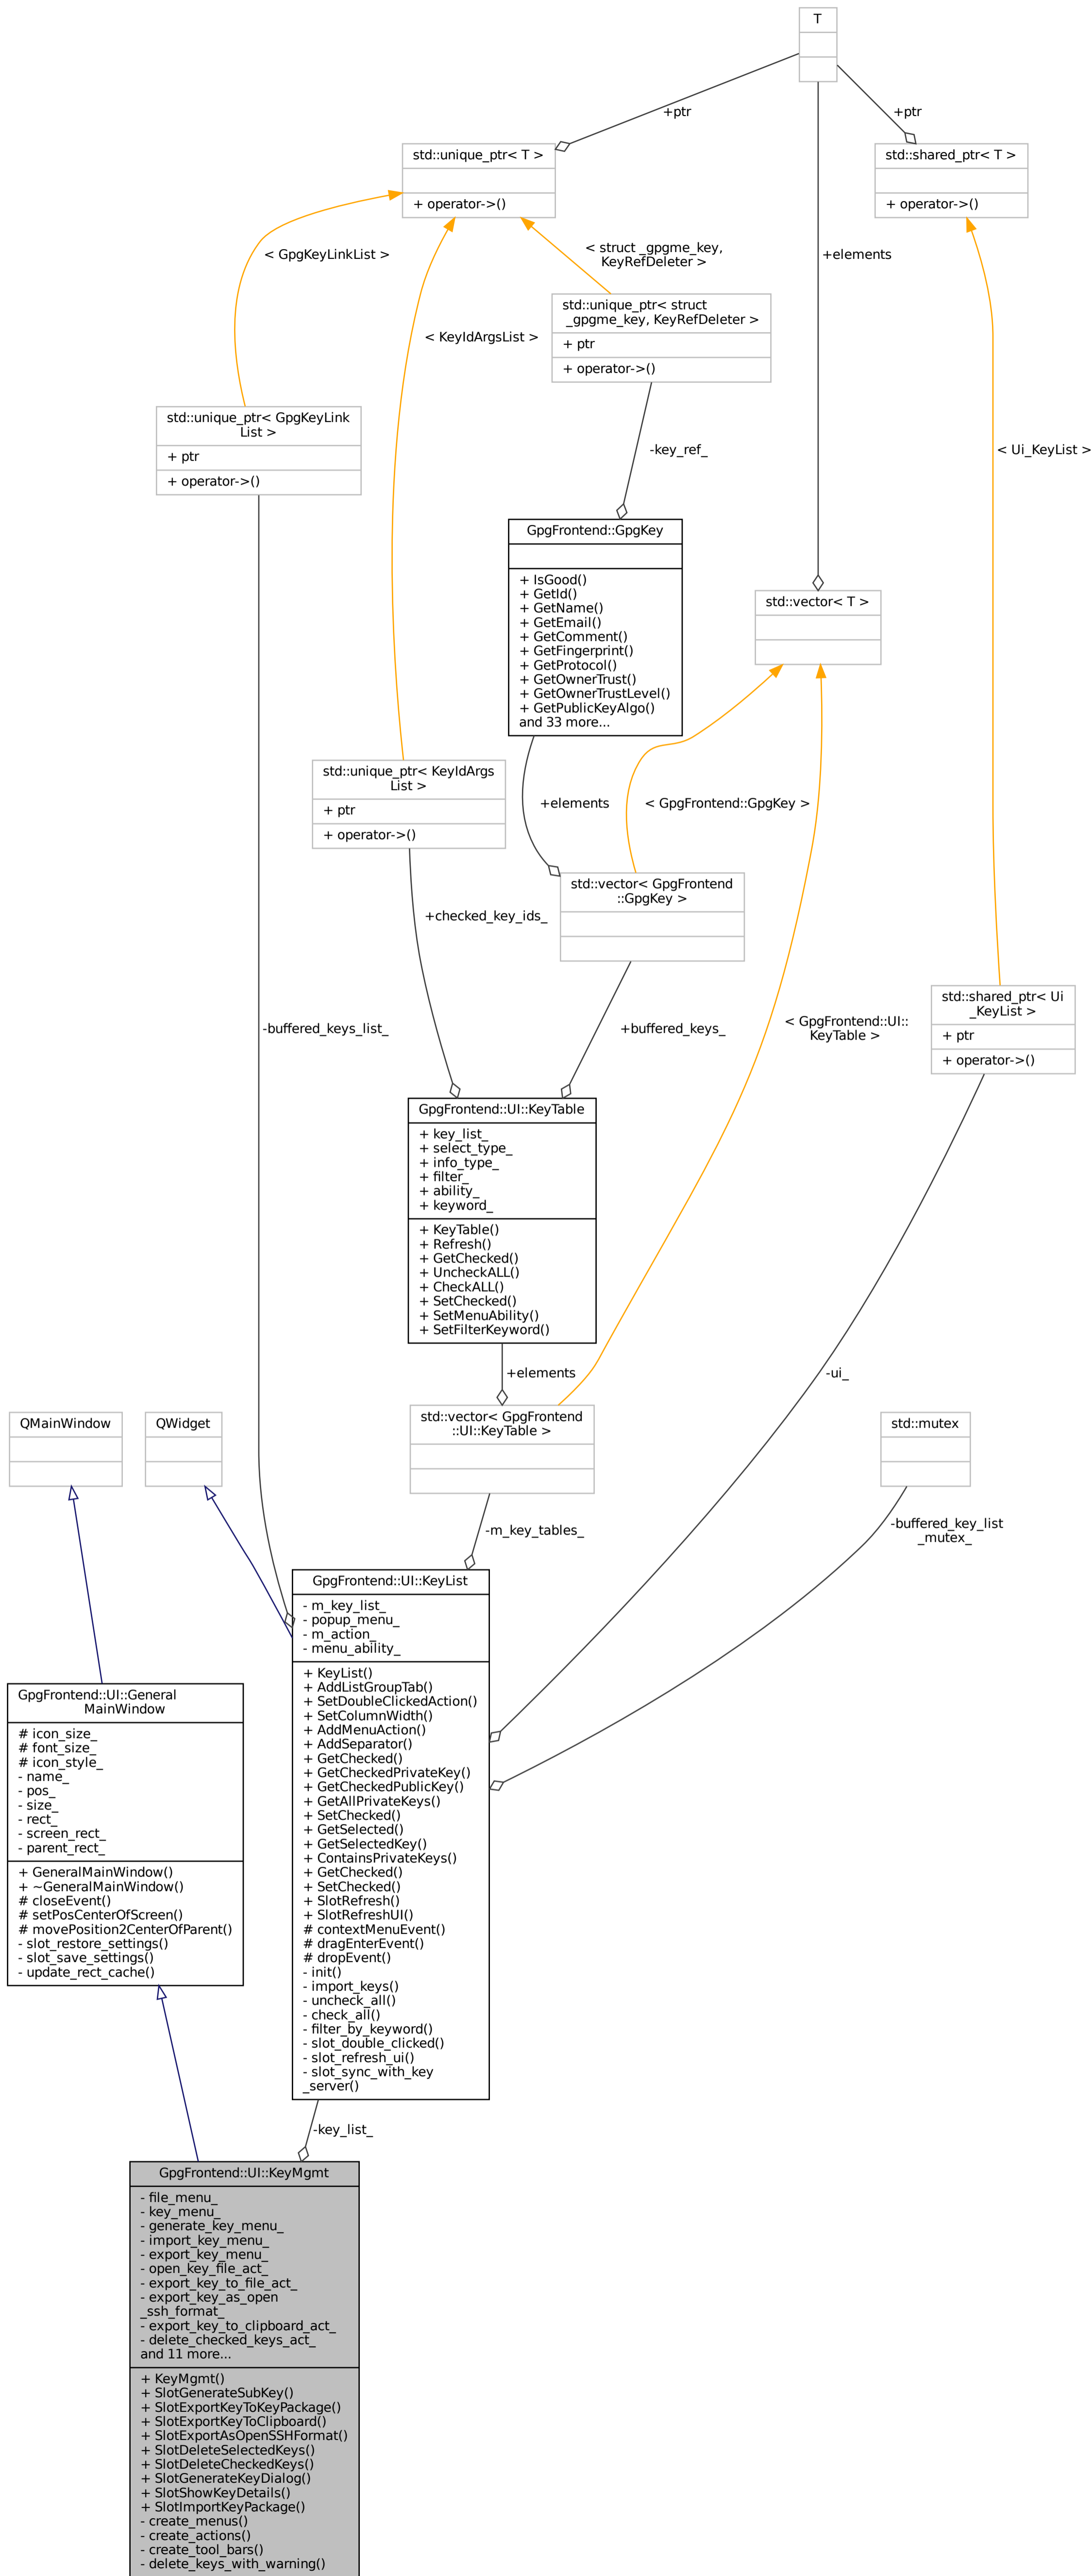 T
+ptr
+ptr
std::unique_ptr< T >
+ operator->()
std::shared_ptr< T >
+ operator->()
< GpgKeyLinkList >
< struct _gpgme_key,
KeyRefDeleter >
+elements
std::unique_ptr< struct
_gpgme_key, KeyRefDeleter >
+ ptr
+ operator->()
< KeyIdArgsList >
std::unique_ptr< GpgKeyLink
List >
+ ptr
+ operator->()
-key_ref_
< Ui_KeyList >
GpgFrontend::GpgKey
+ IsGood()
+ GetId()
+ GetName()
+ GetEmail()
+ GetComment()
+ GetFingerprint()
+ GetProtocol()
+ GetOwnerTrust()
+ GetOwnerTrustLevel()
+ GetPublicKeyAlgo()
and 33 more...
std::vector< T >
std::unique_ptr< KeyIdArgs
List >
+ ptr
+ operator->()
+elements
< GpgFrontend::GpgKey >
std::vector< GpgFrontend
::GpgKey >
+checked_key_ids_
-buffered_keys_list_
+buffered_keys_
< GpgFrontend::UI::
KeyTable >
std::shared_ptr< Ui
_KeyList >
+ ptr
+ operator->()
GpgFrontend::UI::KeyTable
+ key_list_
+ select_type_
+ info_type_
+ filter_
+ ability_
+ keyword_
+ KeyTable()
+ Refresh()
+ GetChecked()
+ UncheckALL()
+ CheckALL()
+ SetChecked()
+ SetMenuAbility()
+ SetFilterKeyword()
+elements
-ui_
QMainWindow
QWidget
std::vector< GpgFrontend
::UI::KeyTable >
std::mutex
-m_key_tables_
-buffered_key_list
_mutex_
GpgFrontend::UI::KeyList
- m_key_list_
- popup_menu_
- m_action_
- menu_ability_
+ KeyList()
+ AddListGroupTab()
+ SetDoubleClickedAction()
+ SetColumnWidth()
+ AddMenuAction()
+ AddSeparator()
+ GetChecked()
+ GetCheckedPrivateKey()
+ GetCheckedPublicKey()
+ GetAllPrivateKeys()
+ SetChecked()
+ GetSelected()
+ GetSelectedKey()
+ ContainsPrivateKeys()
+ GetChecked()
+ SetChecked()
+ SlotRefresh()
+ SlotRefreshUI()
# contextMenuEvent()
# dragEnterEvent()
# dropEvent()
- init()
- import_keys()
- uncheck_all()
- check_all()
- filter_by_keyword()
- slot_double_clicked()
- slot_refresh_ui()
- slot_sync_with_key
_server()
GpgFrontend::UI::General
MainWindow
# icon_size_
# font_size_
# icon_style_
- name_
- pos_
- size_
- rect_
- screen_rect_
- parent_rect_
+ GeneralMainWindow()
+ ~GeneralMainWindow()
# closeEvent()
# setPosCenterOfScreen()
# movePosition2CenterOfParent()
- slot_restore_settings()
- slot_save_settings()
- update_rect_cache()
-key_list_
GpgFrontend::UI::KeyMgmt
- file_menu_
- key_menu_
- generate_key_menu_
- import_key_menu_
- export_key_menu_
- open_key_file_act_
- export_key_to_file_act_
- export_key_as_open
_ssh_format_
- export_key_to_clipboard_act_
- delete_checked_keys_act_
and 11 more...
+ KeyMgmt()
+ SlotGenerateSubKey()
+ SlotExportKeyToKeyPackage()
+ SlotExportKeyToClipboard()
+ SlotExportAsOpenSSHFormat()
+ SlotDeleteSelectedKeys()
+ SlotDeleteCheckedKeys()
+ SlotGenerateKeyDialog()
+ SlotShowKeyDetails()
+ SlotImportKeyPackage()
- create_menus()
- create_actions()
- create_tool_bars()
- delete_keys_with_warning()